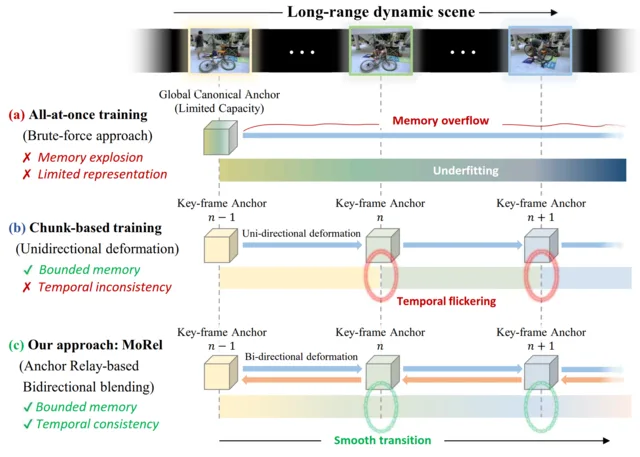 Long-range dynamic scene
Global Canonical Anchor
(Limited Capacity)
(a) All-at-once training
(Brute-force approach)
✗ Memory explosion
✗ Limited representation
Memory overflow
Underfitting
Key-frame Anchor
n − 1
Key-frame Anchor
n
Key-frame Anchor
n + 1
(b) Chunk-based training
(Unidirectional deformation)
✓ Bounded memory
✗ Temporal inconsistency
Uni-directional deformation
Temporal flickering
Key-frame Anchor
n − 1
Key-frame Anchor
n
Key-frame Anchor
n + 1
(c) Our approach: MoRel
(Anchor Relay-based
Bidirectional blending)
✓ Bounded memory
✓ Temporal consistency
Bi-directional deformation
Smooth transition